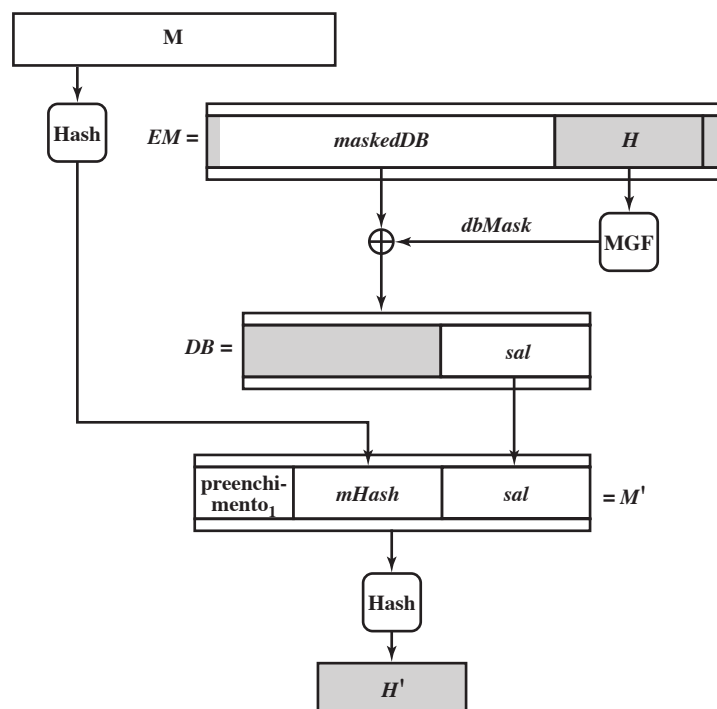 M
Hash
EM = maskedDB H
dbMask
MGF
DB = sal
preenchi-
mento₁ mHash sal = M'
Hash
H'